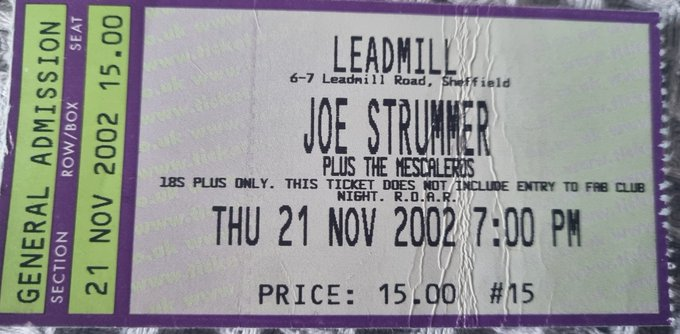 GENERAL ADMISSION
SECTION ROW/BOX SEAT
21 NOV 2002 15.00
LEADMILL
6-7 Leadmill Road, Sheffield
JOE STRUMMER
PLUS THE MESCALEROS
18S PLUS ONLY. THIS TICKET DOES NOT INCLUDE ENTRY TO FAB CLUB
NIGHT. R.O.A.R.
THU 21 NOV 2002 7:00 PM
PRICE: 15.00 #15